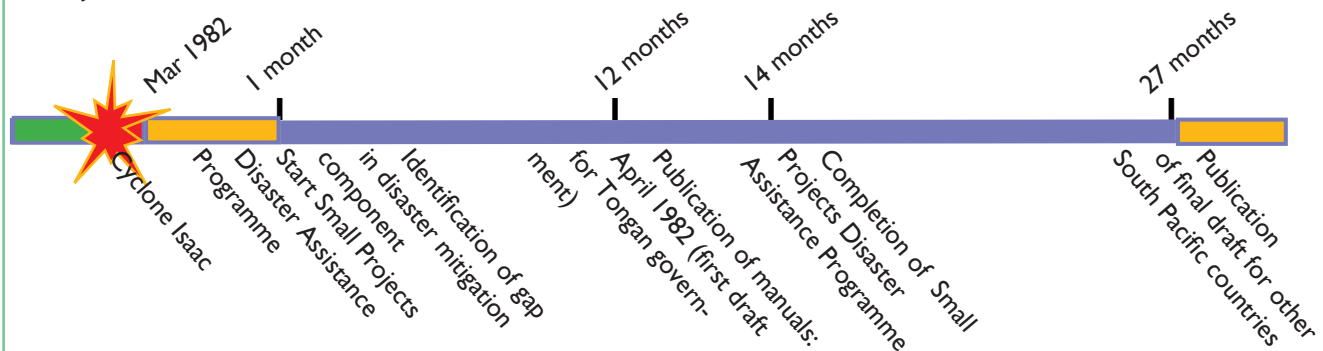 Mar 1982
1 month
12 months
14 months
27 months
Cyclone Isaac
Start Small Projects
Disaster Assistance
Programme
Identification of gap
in disaster mitigation
component
Publication of manuals:
April 1982 (first draft
for Tongan govern-
ment)
Completion of Small
Projects Disaster
Assistance Programme
Publication
of final draft for other
South Pacific countries